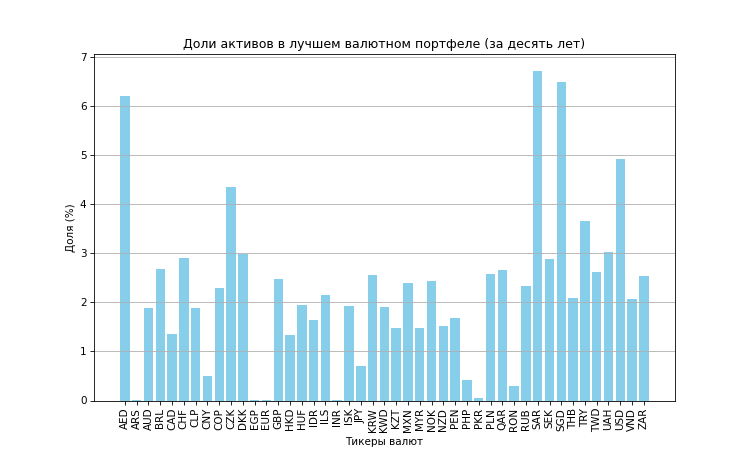 Доли активов в лучшем валютном портфеле (за десять лет)
Доля (%)
7
6
5
4
3
2
1
0
AED ARS AUD BRL CAD CHF CLP CNY COP CZK DKK EGP EUR GBP HKD HUF IDR ILS INR ISK JPY KRW KWD KZT MXN MYR NOK NZD PEN PHP PKR PLN QAR RON RUB SAR SEK SGD THB TRY TWD UAH USD VND ZAR
Тикеры валют